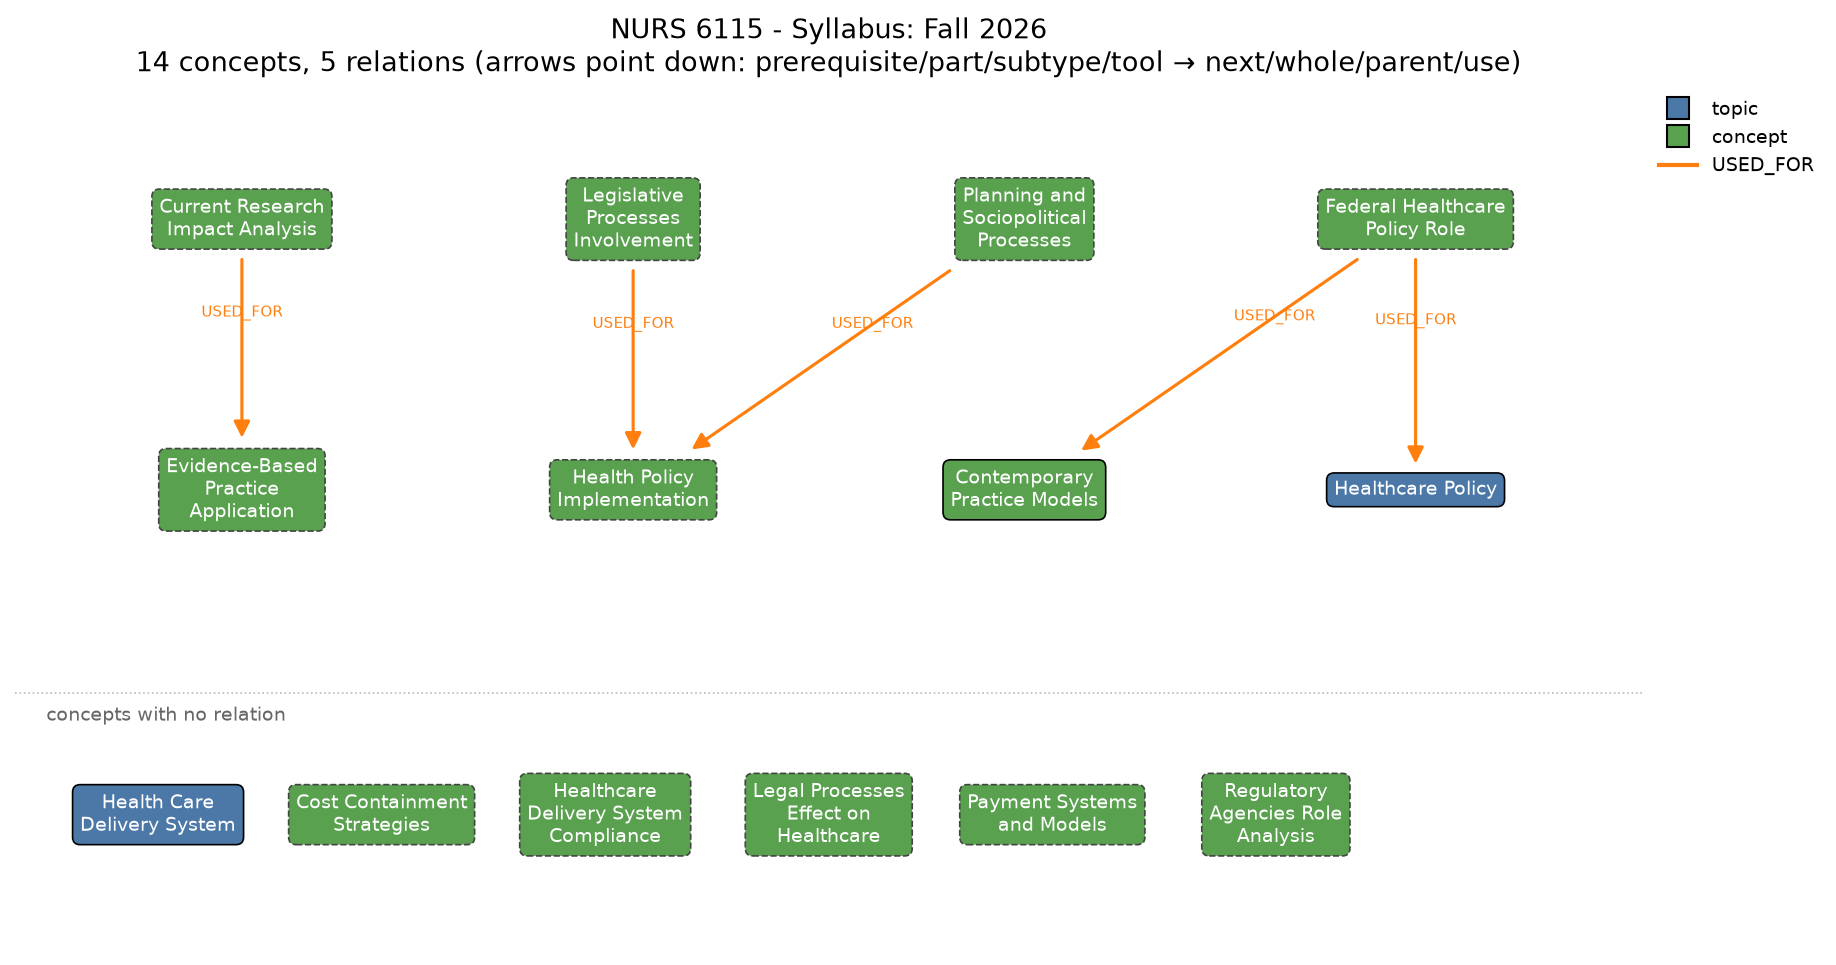 NURS 6115 - Syllabus: Fall 2026
14 concepts, 5 relations (arrows point down: prerequisite/part/subtype/tool → next/whole/parent/use)
topic
concept
USED_FOR
Current Research
Impact Analysis
Legislative
Processes
Involvement
Planning and
Sociopolitical
Processes
Federal Healthcare
Policy Role
USED_FOR
USED_FOR
USED_FOR
USED_FOR
USED_FOR
Evidence-Based
Practice
Application
Health Policy
Implementation
Contemporary
Practice Models
Healthcare Policy
concepts with no relation
Health Care
Delivery System
Cost Containment
Strategies
Healthcare
Delivery System
Compliance
Legal Processes
Effect on
Healthcare
Payment Systems
and Models
Regulatory
Agencies Role
Analysis